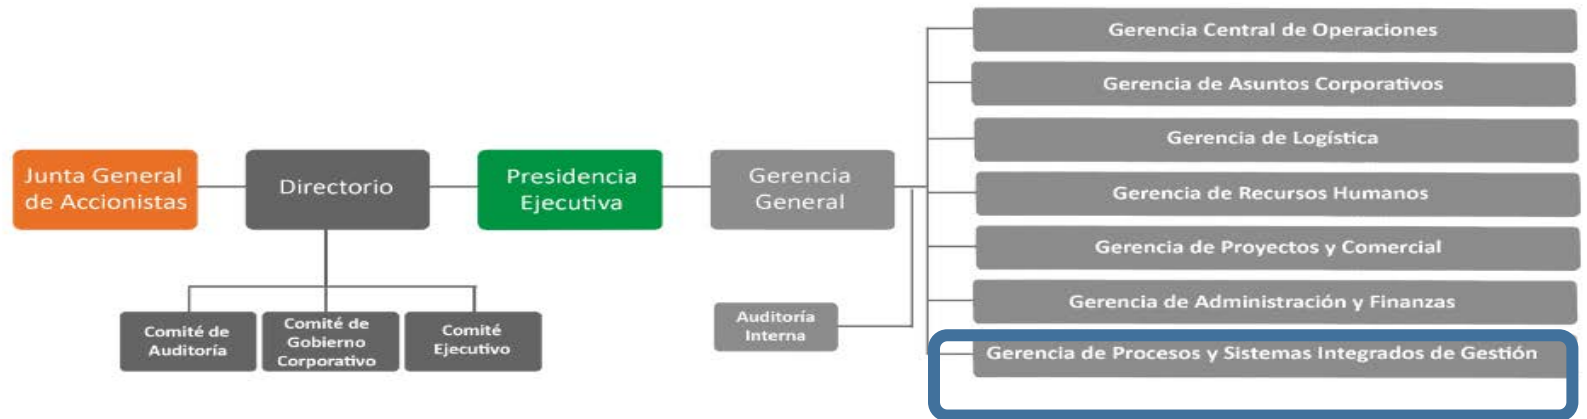 Junta General
de Accionistas
Directorio
Presidencia
Ejecutiva
Gerencia
General
Comité de
Auditoría
Comité de
Gobierno
Corporativo
Comité
Ejecutivo
Auditoría
Interna
Gerencia Central de Operaciones
Gerencia de Asuntos Corporativos
Gerencia de Logística
Gerencia de Recursos Humanos
Gerencia de Proyectos y Comercial
Gerencia de Administración y Finanzas
Gerencia de Procesos y Sistemas Integrados de Gestión